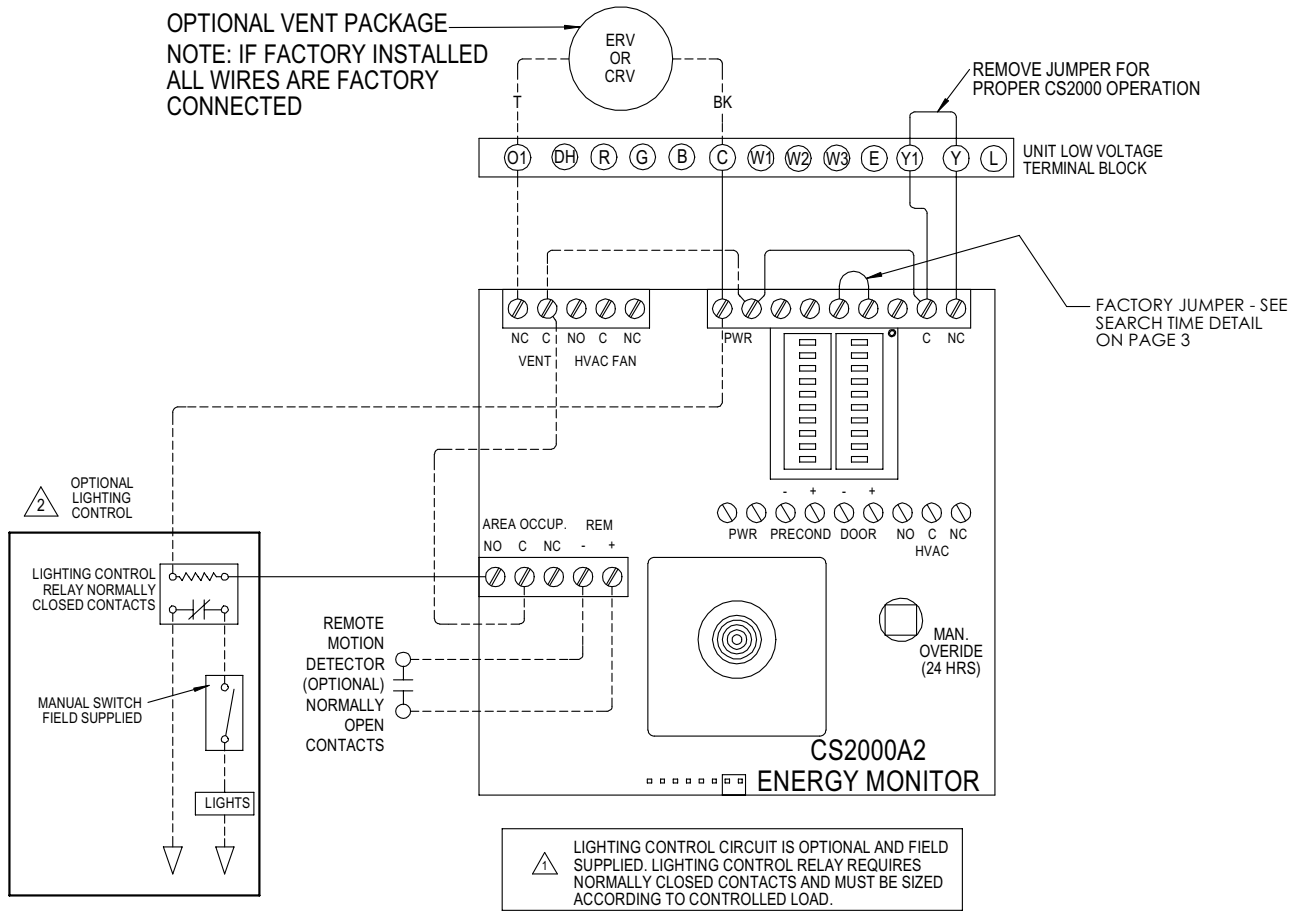 OPTIONAL VENT PACKAGE
NOTE: IF FACTORY INSTALLED
ALL WIRES ARE FACTORY
CONNECTED
ERV
OR
CRV
T
BK
REMOVE JUMPER FOR
PROPER CS2000 OPERATION
O1 DH R G B C W1 W2 W3 E Y1 Y L
UNIT LOW VOLTAGE
TERMINAL BLOCK
FACTORY JUMPER - SEE
SEARCH TIME DETAIL
ON PAGE 3
NC C NO C NC
VENT HVAC FAN
PWR C NC
2
OPTIONAL
LIGHTING
CONTROL
LIGHTING CONTROL
RELAY NORMALLY
CLOSED CONTACTS
MANUAL SWITCH
FIELD SUPPLIED
LIGHTS
AREA OCCUP. REM
NO C NC - +
REMOTE
MOTION
DETECTOR
(OPTIONAL)
NORMALLY
OPEN
CONTACTS
- + - +
PWR PRECOND DOOR NO C NC
HVAC
MAN.
OVERIDE
(24 HRS)
CS2000A2
ENERGY MONITOR
1
LIGHTING CONTROL CIRCUIT IS OPTIONAL AND FIELD
SUPPLIED. LIGHTING CONTROL RELAY REQUIRES
NORMALLY CLOSED CONTACTS AND MUST BE SIZED
ACCORDING TO CONTROLLED LOAD.